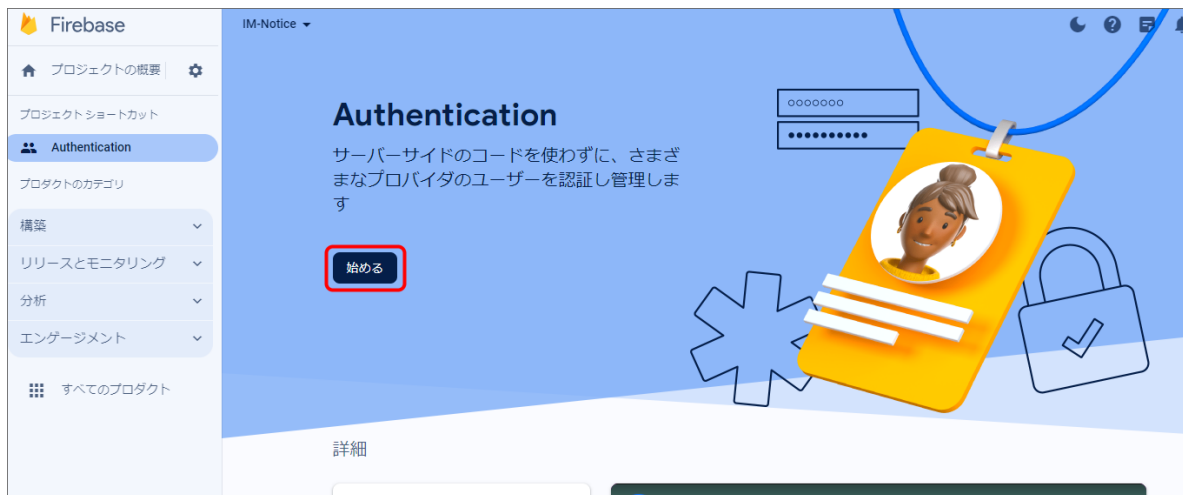 Firebase
IM-Notice
プロジェクトの概要
プロジェクト ショートカット
Authentication
プロダクトのカテゴリ
構築
リリースとモニタリング
分析
エンゲージメント
すべてのプロダクト
Authentication
サーバーサイドのコードを使わずに、さまざ
まなプロバイダのユーザーを認証し管理しま
す
始める
詳細